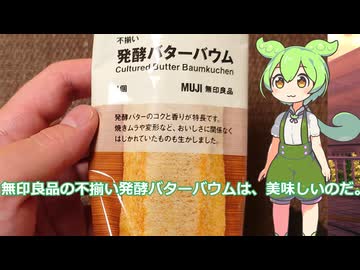 不揃い
発酵バターバウム
Cultured Butter Baumkuchen
1個
MUJI 無印良品
発酵バターのコクと香りが特長です。
焼きムラや変形など、おいしさに関係なく
はじかれていたものも生かしました。
無印良品の不揃い発酵バターバウムは、美味しいのだ。